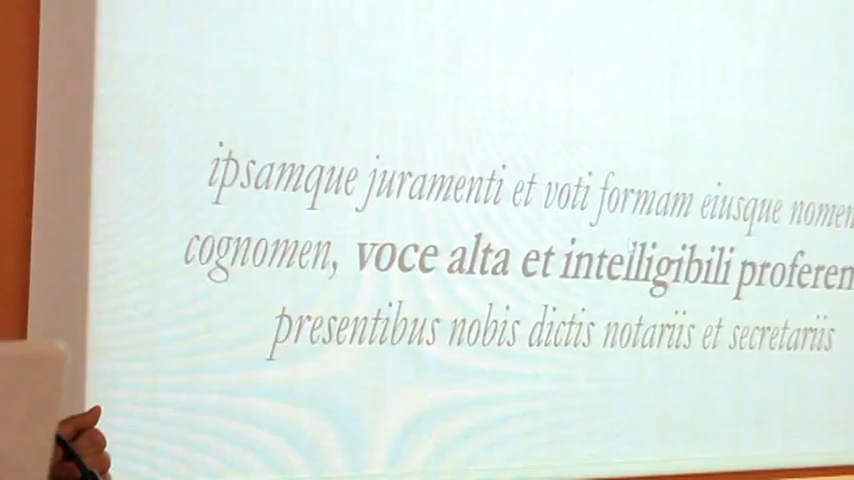 ipsamque juramenti et voti formam eiusque nomen
cognomen, voce alta et intelligibili proferen
presentibus nobis dictis notariis et secretariis